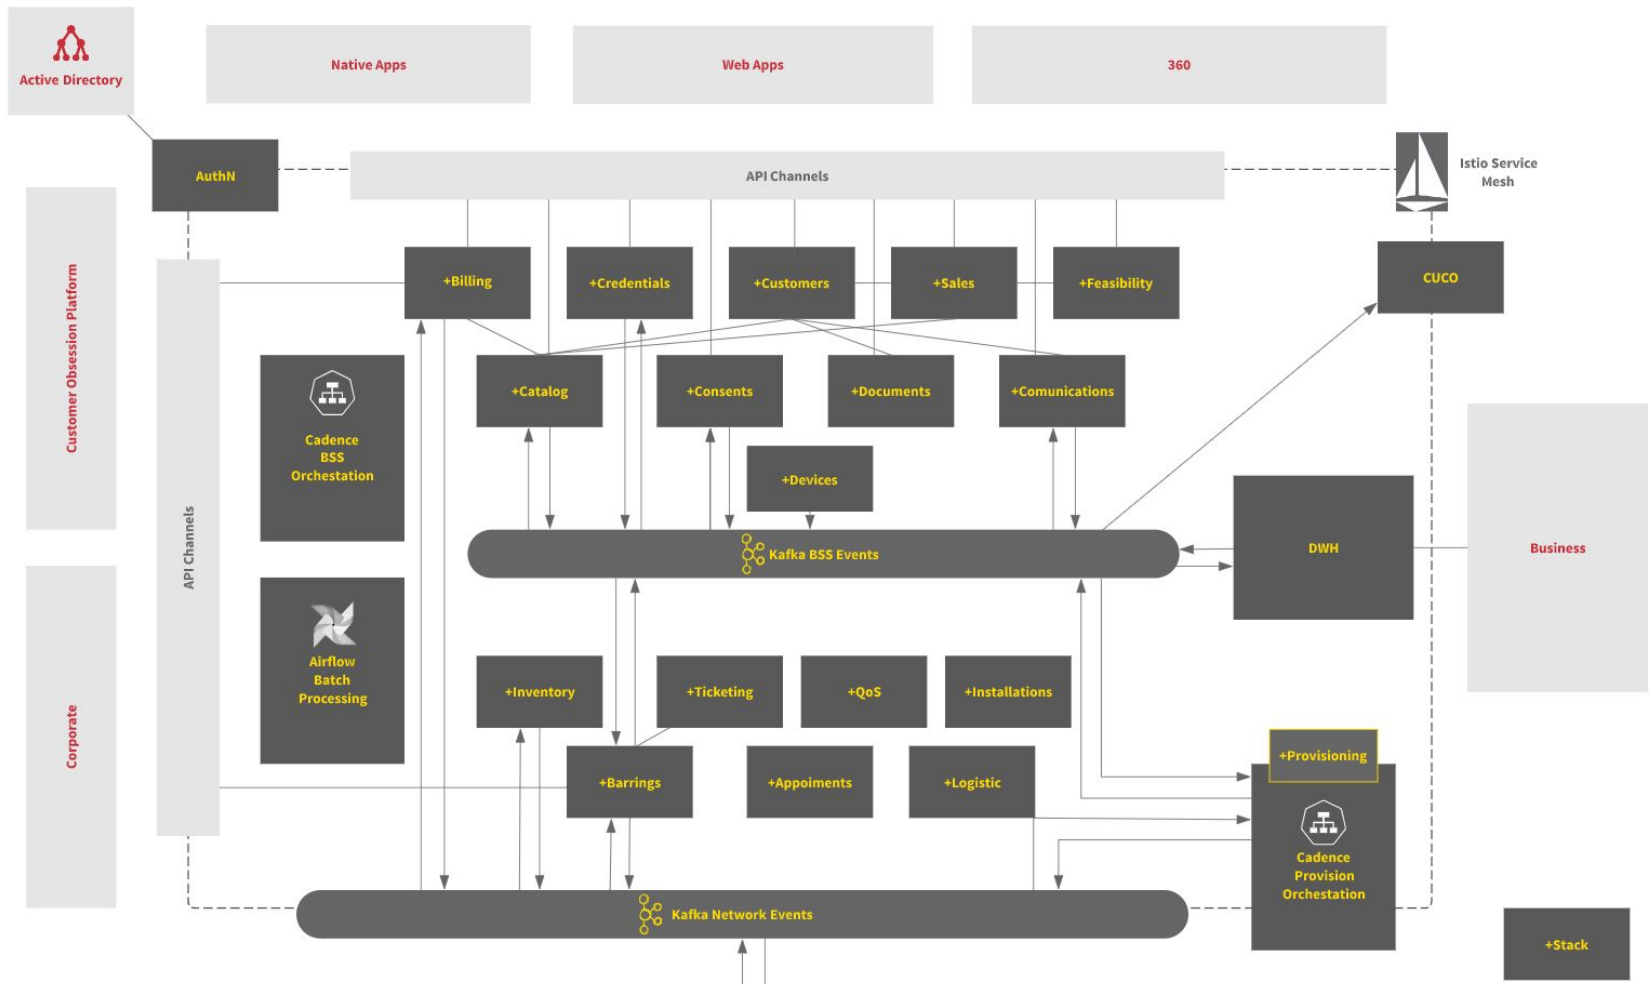 Active Directory
Native Apps
Web Apps
360
AuthN
API Channels
Istio Service
Mesh
Customer Obsession Platform
+Billing
+Credentials
+Customers
+Sales
+Feasibility
CUCO
Cadence
BSS
Orchestation
+Catalog
+Consents
+Documents
+Comunications
+Devices
API Channels
Kafka BSS Events
DWH
Business
Airflow
Batch
Processing
+Inventory
+Ticketing
+QoS
+Installations
Corporate
+Barrings
+Appoiments
+Logistic
+Provisioning
Cadence
Provision
Orchestation
Kafka Network Events
+Stack